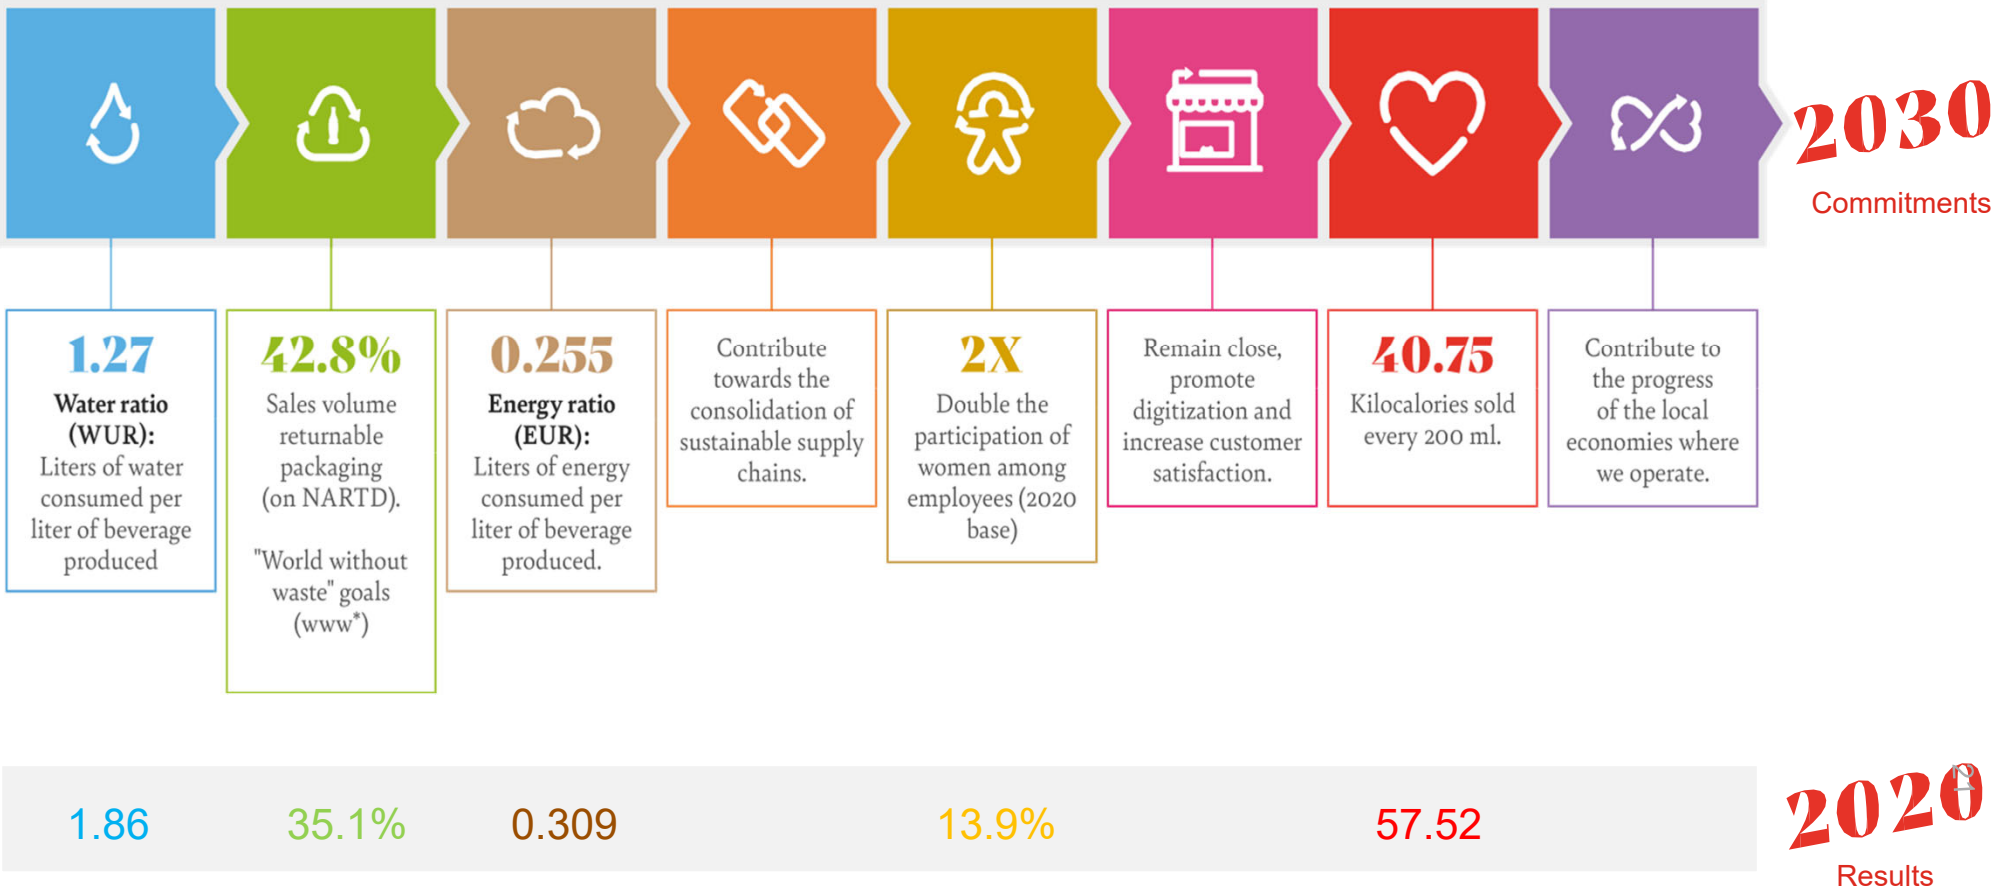 2030
Commitments
1.27
Water ratio
(WUR):
Liters of water
consumed per
liter of beverage
produced
42.8%
Sales volume
returnable
packaging
(on NARTD).
"World without
waste" goals
(www*)
0.255
Energy ratio
(EUR):
Liters of energy
consumed per
liter of beverage
produced.
Contribute
towards the
consolidation of
sustainable supply
chains.
2X
Double the
participation of
women among
employees (2020
base)
Remain close,
promote
digitization and
increase customer
satisfaction.
40.75
Kilocalories sold
every 200 ml.
Contribute to
the progress
of the local
economies where
we operate.
1.86
35.1%
0.309
13.9%
57.52
2020
21
Results